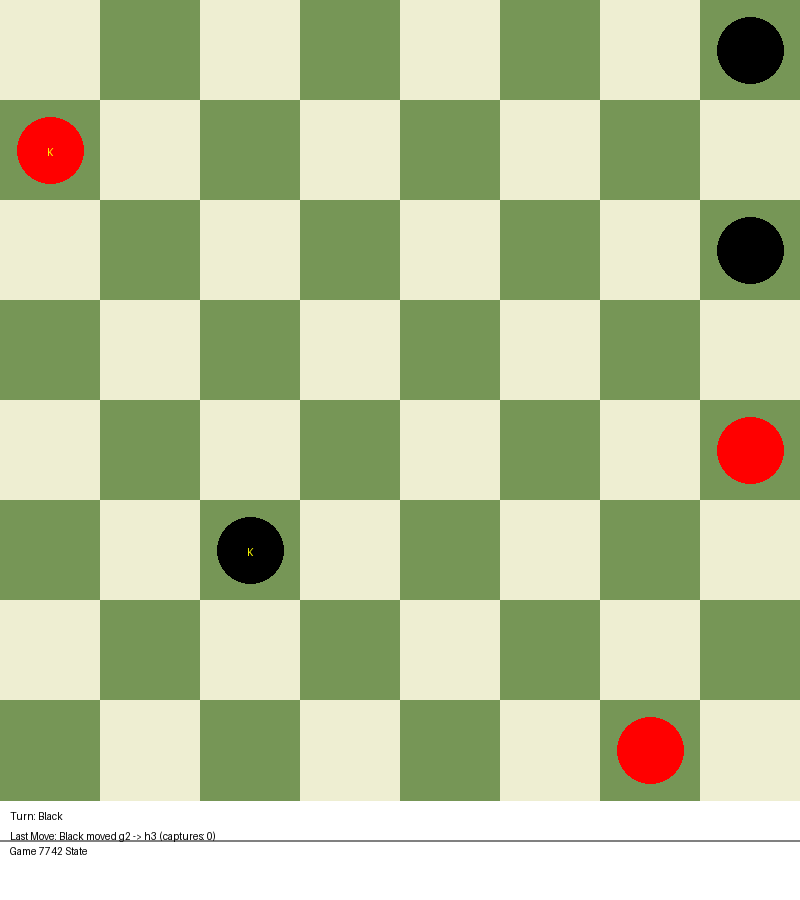 K
K
Turn: Black
Last Move: Black moved g2 -> h3 (captures: 0)
Game 7742 State